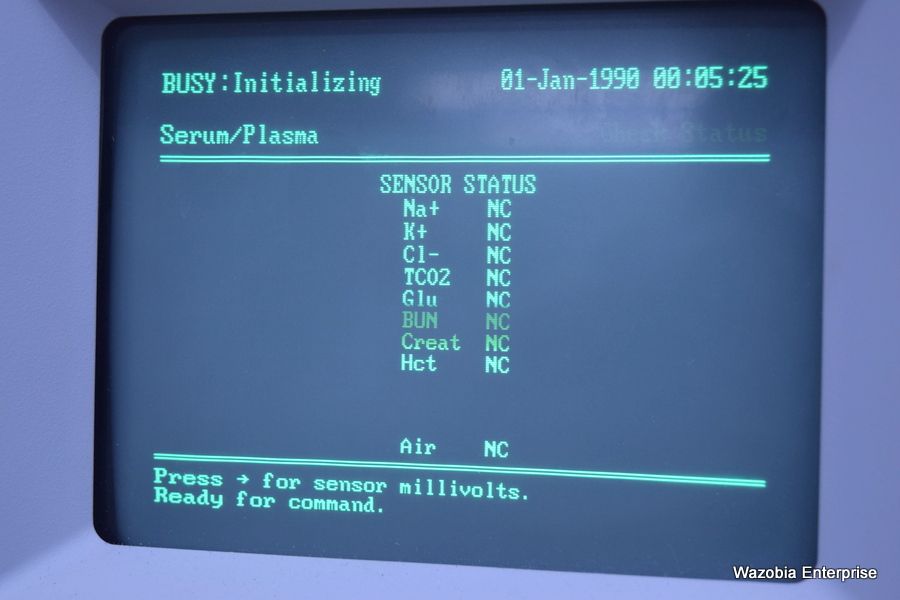 BUSY:Initializing 01-Jan-1990 00:05:25
Serum/Plasma Check Status
SENSOR STATUS
Na+ NC
K+ NC
Cl- NC
TCO2 NC
Glu NC
BUN NC
Creat NC
Hct NC
Air NC
Press → for sensor millivolts.
Ready for command.
Wazobia Enterprise